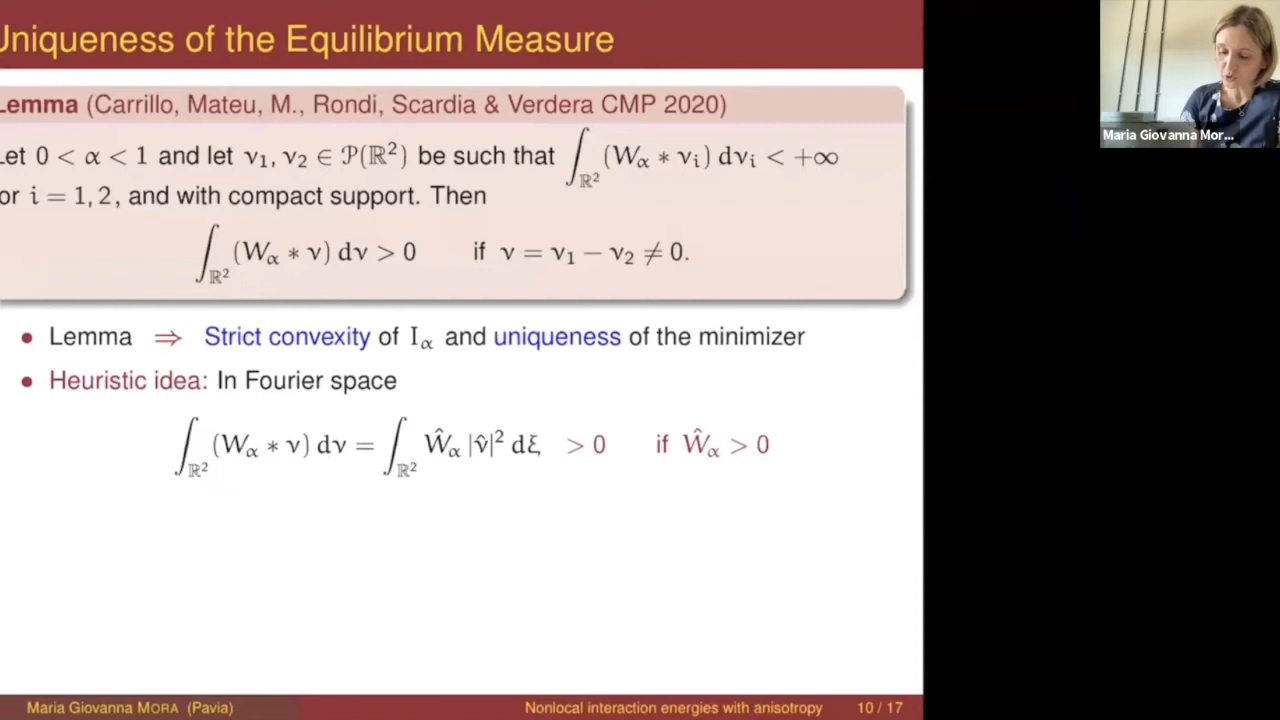 Uniqueness of the Equilibrium Measure
Lemma (Carrillo, Mateu, M., Rondi, Scardia & Verdera CMP 2020)
Let 0 < α < 1 and let ν₁, ν₂ ∈ 𝒫(ℝ²) be such that ∫_{ℝ²} (W_α ∗ ν_i) dν_i < +∞
or i = 1, 2, and with compact support. Then
∫_{ℝ²} (W_α ∗ ν) dν > 0 if ν = ν₁ − ν₂ ≠ 0.
• Lemma ⇒ Strict convexity of I_α and uniqueness of the minimizer
• Heuristic idea: In Fourier space
∫_{ℝ²} (W_α ∗ ν) dν = ∫_{ℝ²} Ŵ_α |ν̂|² dξ > 0 if Ŵ_α > 0
Maria Giovanna MORA (Pavia) Nonlocal interaction energies with anisotropy 10 / 17
Maria Giovanna Mor...